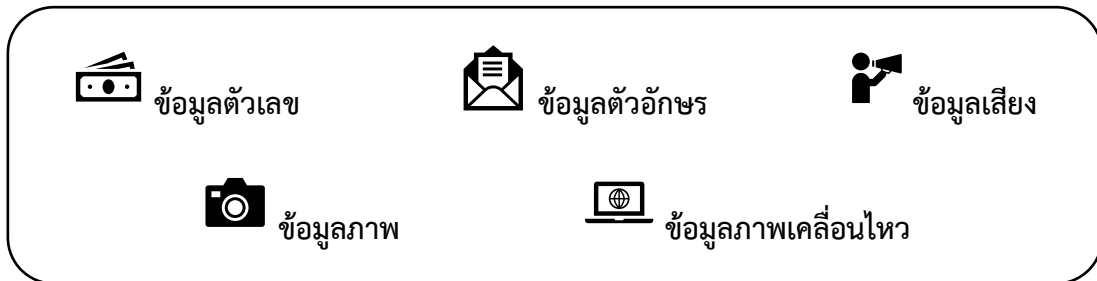 ข้อมูลตัวเลข ข้อมูลตัวอักษร ข้อมูลเสียง
ข้อมูลภาพ ข้อมูลภาพเคลื่อนไหว